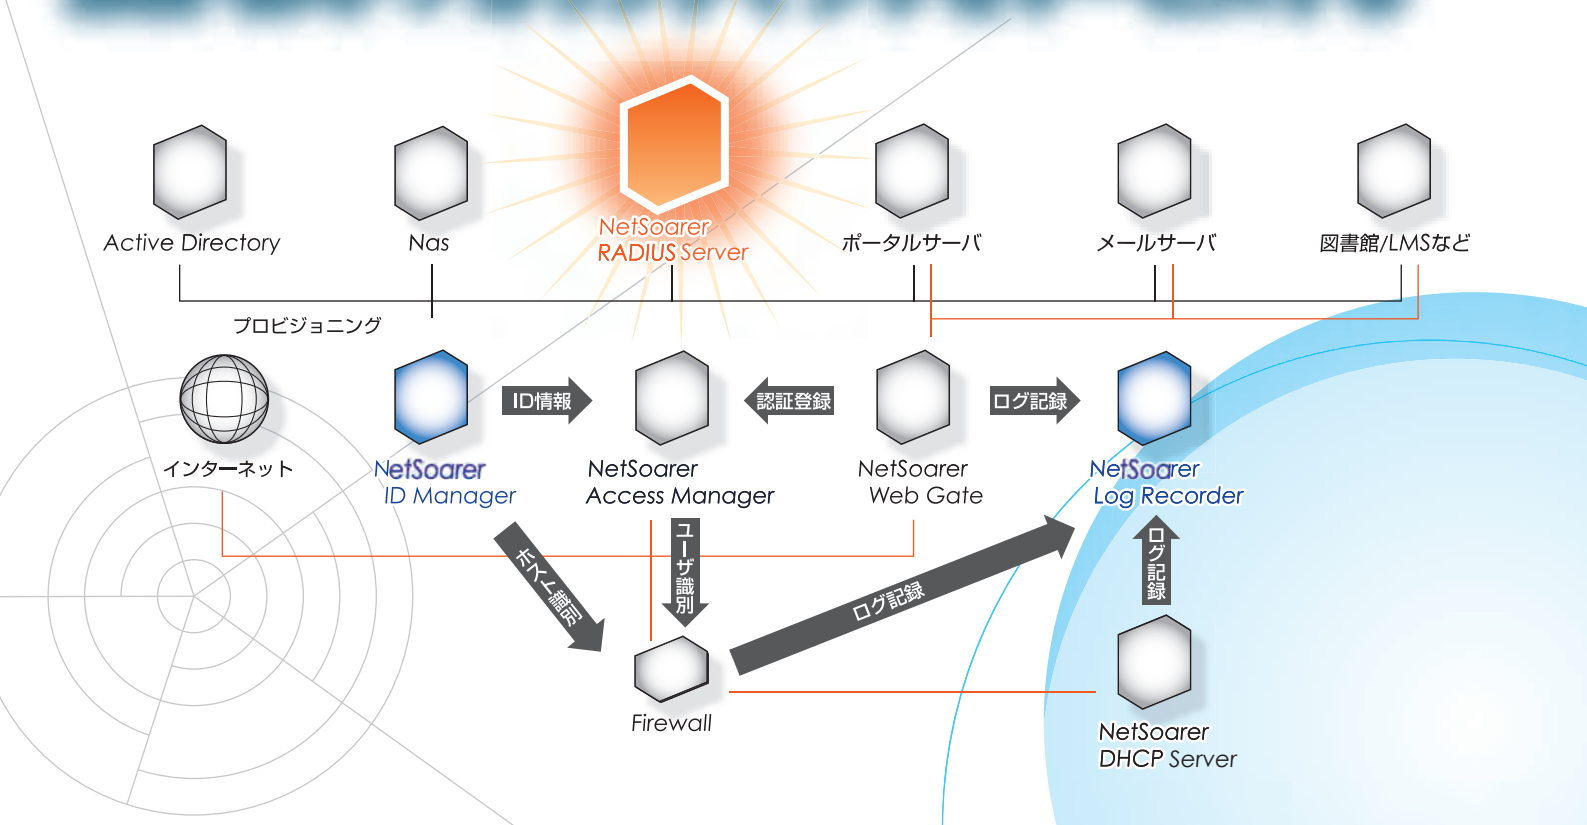 Active Directory
Nas
NetSoarer
RADIUS Server
ポータルサーバ
メールサーバ
図書館/LMSなど
プロビジョニング
ID情報
認証登録
ログ記録
インターネット
NetSoarer
ID Manager
NetSoarer
Access Manager
NetSoarer
Web Gate
NetSoarer
Log Recorder
ホスト識別
ユーザ識別
ログ記録
ログ記録
Firewall
NetSoarer
DHCP Server